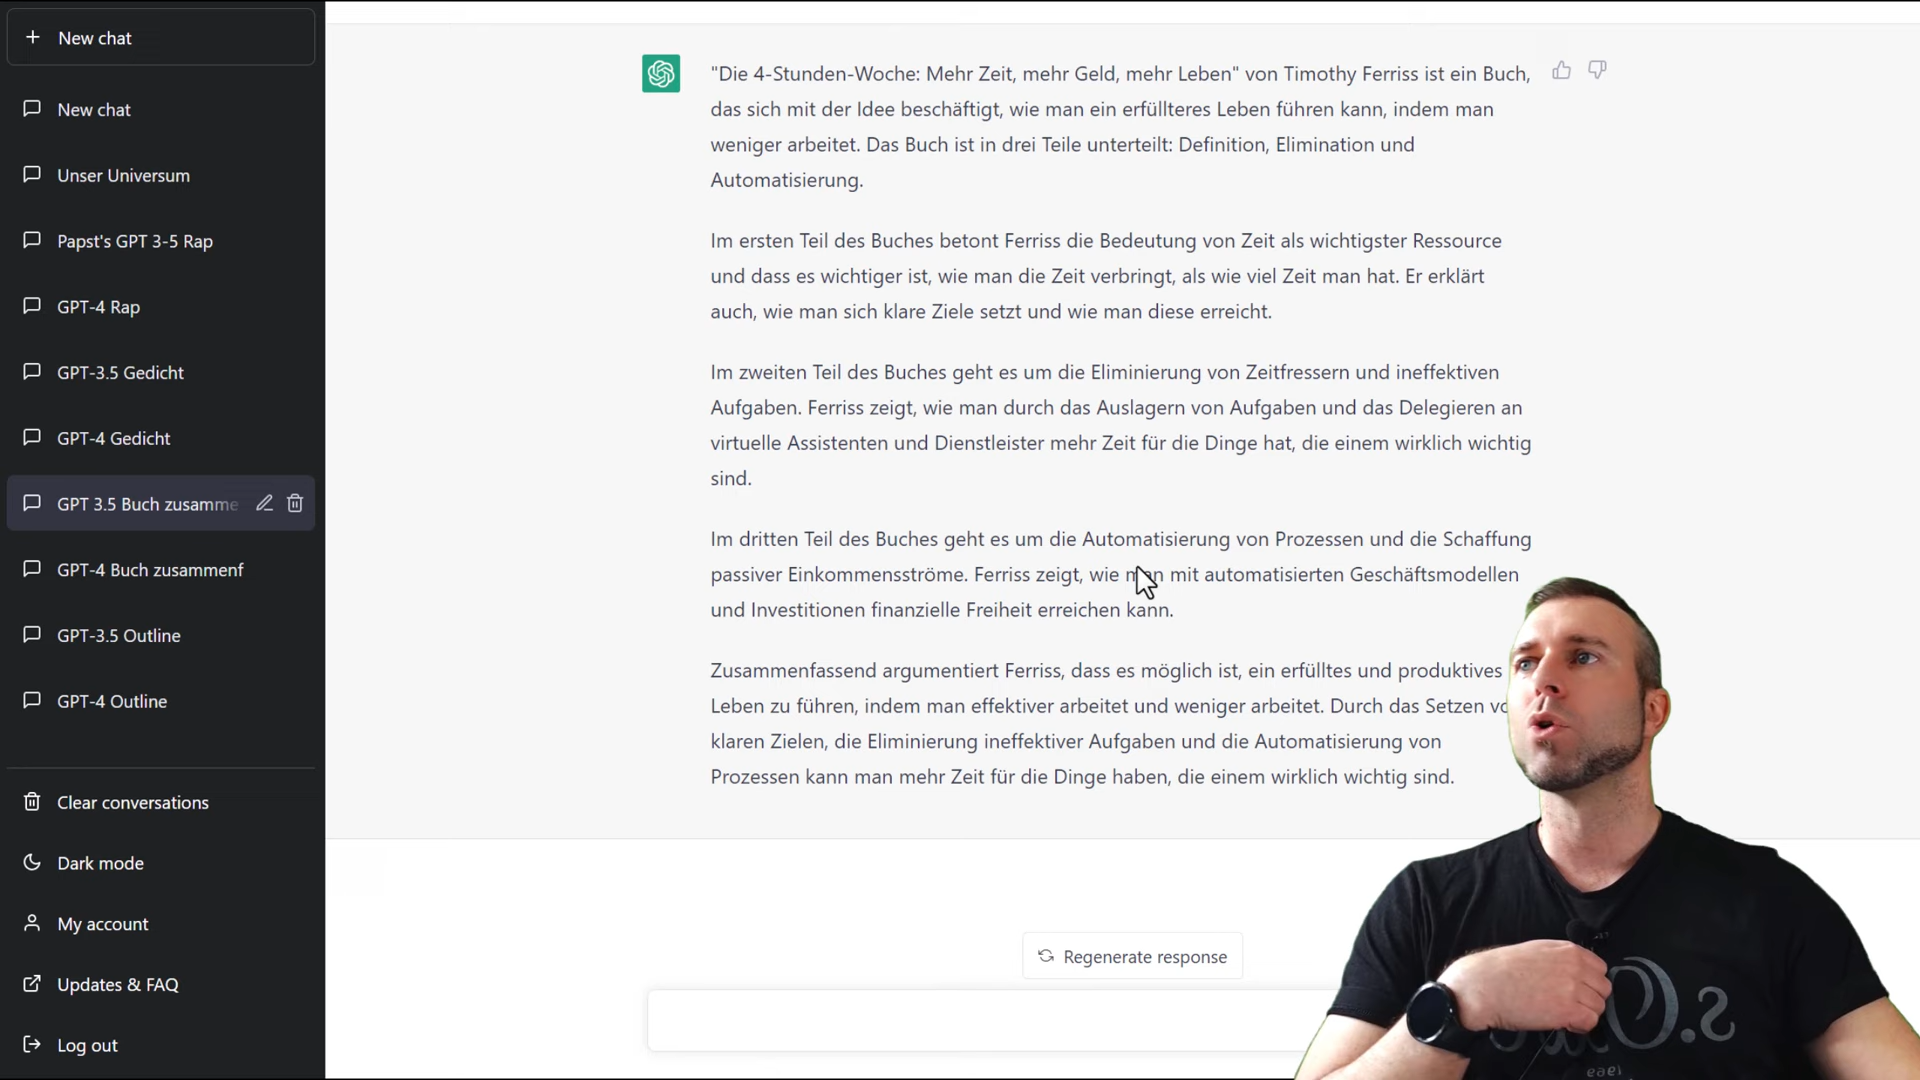 New chat
New chat
Unser Universum
Papst's GPT 3-5 Rap
GPT-4 Rap
GPT-3.5 Gedicht
GPT-4 Gedicht
GPT 3.5 Buch zusamme
GPT-4 Buch zusammenf
GPT-3.5 Outline
GPT-4 Outline
Clear conversations
Dark mode
My account
Updates & FAQ
Log out
"Die 4-Stunden-Woche: Mehr Zeit, mehr Geld, mehr Leben" von Timothy Ferriss ist ein Buch,
das sich mit der Idee beschäftigt, wie man ein erfüllteres Leben führen kann, indem man
weniger arbeitet. Das Buch ist in drei Teile unterteilt: Definition, Elimination und
Automatisierung.
Im ersten Teil des Buches betont Ferriss die Bedeutung von Zeit als wichtigster Ressource
und dass es wichtiger ist, wie man die Zeit verbringt, als wie viel Zeit man hat. Er erklärt
auch, wie man sich klare Ziele setzt und wie man diese erreicht.
Im zweiten Teil des Buches geht es um die Eliminierung von Zeitfressern und ineffektiven
Aufgaben. Ferriss zeigt, wie man durch das Auslagern von Aufgaben und das Delegieren an
virtuelle Assistenten und Dienstleister mehr Zeit für die Dinge hat, die einem wirklich wichtig
sind.
Im dritten Teil des Buches geht es um die Automatisierung von Prozessen und die Schaffung
passiver Einkommensströme. Ferriss zeigt, wie man mit automatisierten Geschäftsmodellen
und Investitionen finanzielle Freiheit erreichen kann.
Zusammenfassend argumentiert Ferriss, dass es möglich ist, ein erfülltes und produktives
Leben zu führen, indem man effektiver arbeitet und weniger arbeitet. Durch das Setzen vo
klaren Zielen, die Eliminierung ineffektiver Aufgaben und die Automatisierung von
Prozessen kann man mehr Zeit für die Dinge haben, die einem wirklich wichtig sind.
Regenerate response